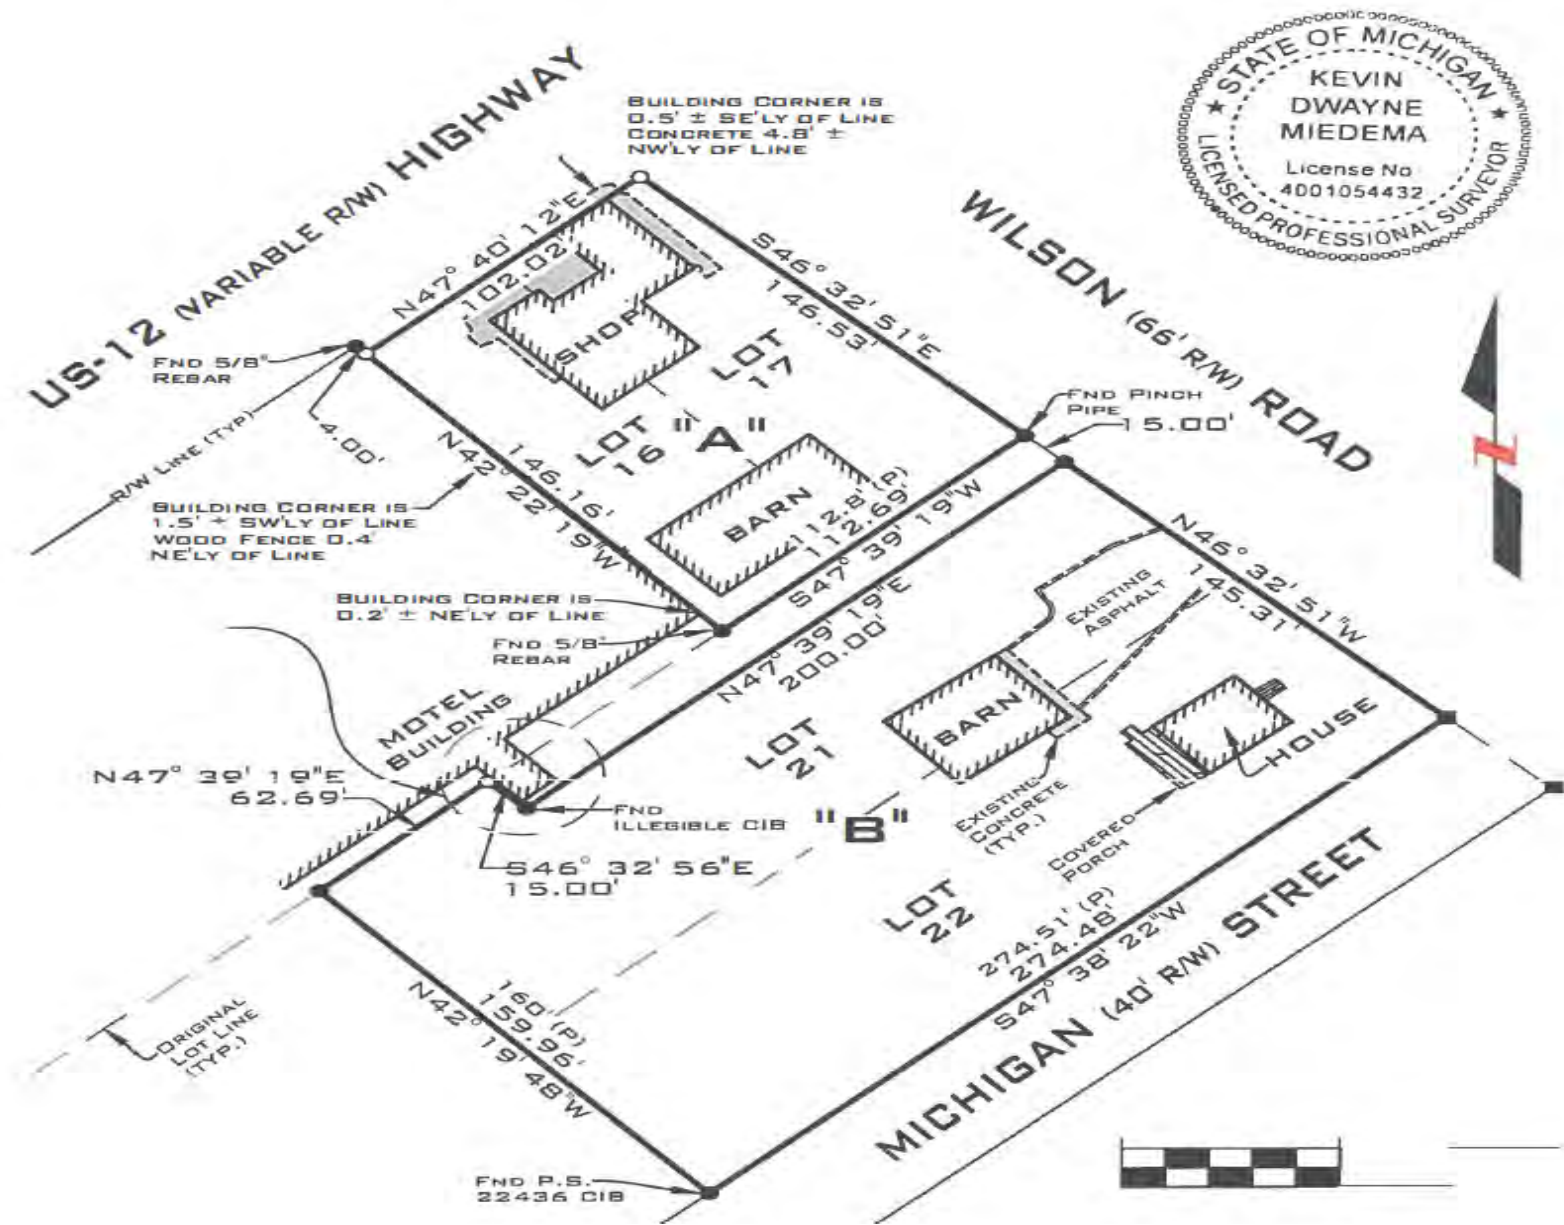 STATE OF MICHIGAN
KEVIN
DWAYNE
MIEDEMA
License No
4001054432
LICENSED PROFESSIONAL SURVEYOR
US-12 (VARIABLE R/W) HIGHWAY
BUILDING CORNER IS
0.5' ± SE'LY OF LINE
CONCRETE 4.8' ±
NW'LY OF LINE
WILSON (66' R/W) ROAD
N47° 40' 12"E
102.02'
S46° 32' 51"E
146.53'
FND 5/8"
REBAR
SHOP
LOT
17
FND PINCH
PIPE
15.00'
R/W LINE (TYP)
4.00'
LOT
16
"A"
146.16'
N42° 22' 19"W
BUILDING CORNER IS
1.5' ± SW'LY OF LINE
WOOD FENCE 0.4'
NE'LY OF LINE
BARN
112.8' (P)
112.69'
S47° 39' 19"W
BUILDING CORNER IS
0.2' ± NE'LY OF LINE
FND 5/8"
REBAR
N47° 39' 19"E
200.00'
EXISTING
ASPHALT
N46° 32' 51"W
145.31'
MOTEL
BUILDING
LOT
21
BARN
HOUSE
N47° 39' 19"E
62.69'
FND
ILLEGIBLE CIB
"B"
EXISTING
CONCRETE
(TYP.)
COVERED
PORCH
S46° 32' 56"E
15.00'
LOT
22
274.51' (P)
274.48'
S47° 38' 22"W
MICHIGAN (40' R/W) STREET
ORIGINAL
LOT LINE
(TYP.)
160' (P)
159.96'
N42° 19' 48"W
FND P.S.
22436 CIB